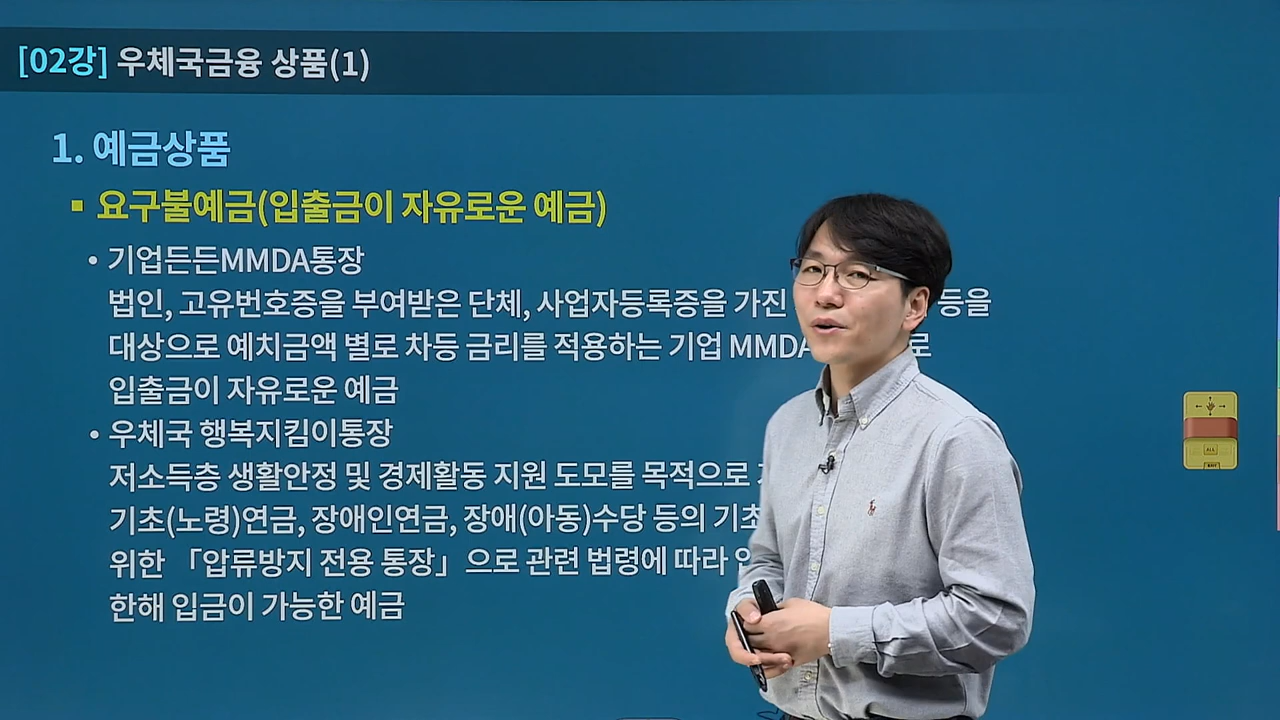 [02강] 우체국금융 상품(1)
1. 예금상품
▪ 요구불예금(입출금이 자유로운 예금)
• 기업든든MMDA통장
법인, 고유번호증을 부여받은 단체, 사업자등록증을 가진 등을
대상으로 예치금액 별로 차등 금리를 적용하는 기업 MMDA 로
입출금이 자유로운 예금
• 우체국 행복지킴이통장
저소득층 생활안정 및 경제활동 지원 도모를 목적으로
기초(노령)연금, 장애인연금, 장애(아동)수당 등의
위한 「압류방지 전용 통장」으로 관련 법령에 따라
한해 입금이 가능한 예금
ALL